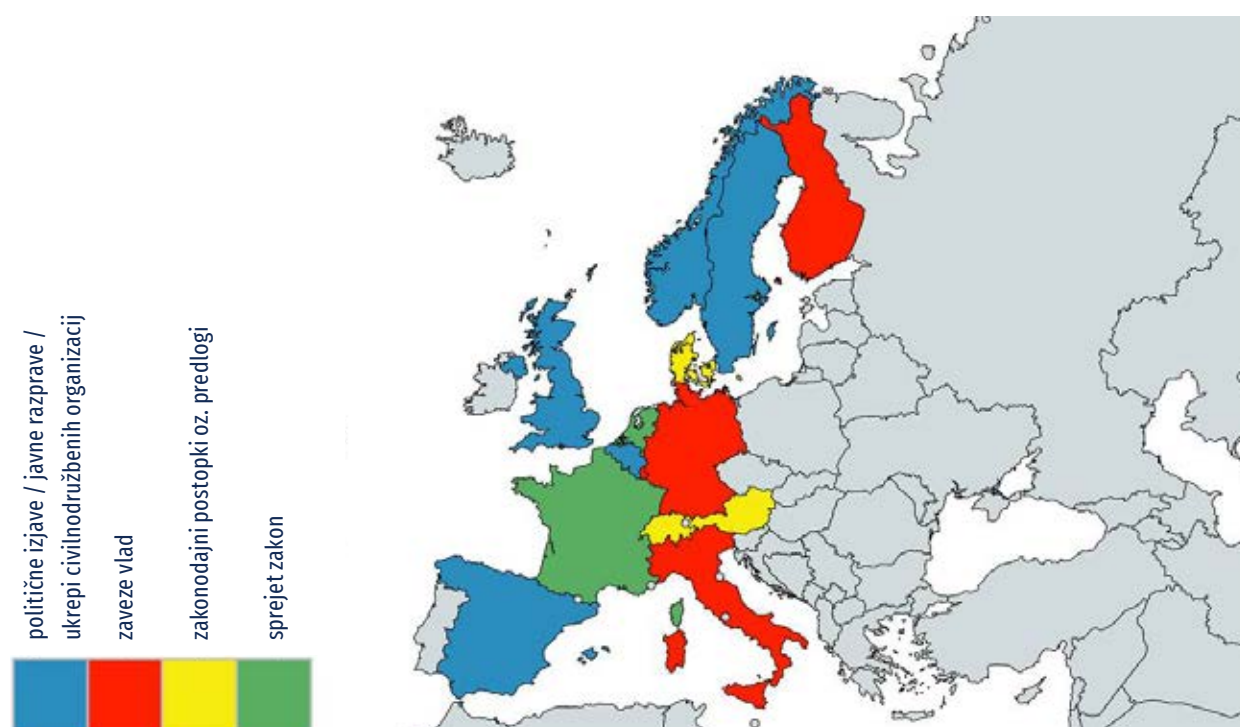 politične izjave / javne razprave /
ukrepi civilnodružbenih organizacij
zaveze vlad
zakonodajni postopki oz. predlogi
sprejet zakon